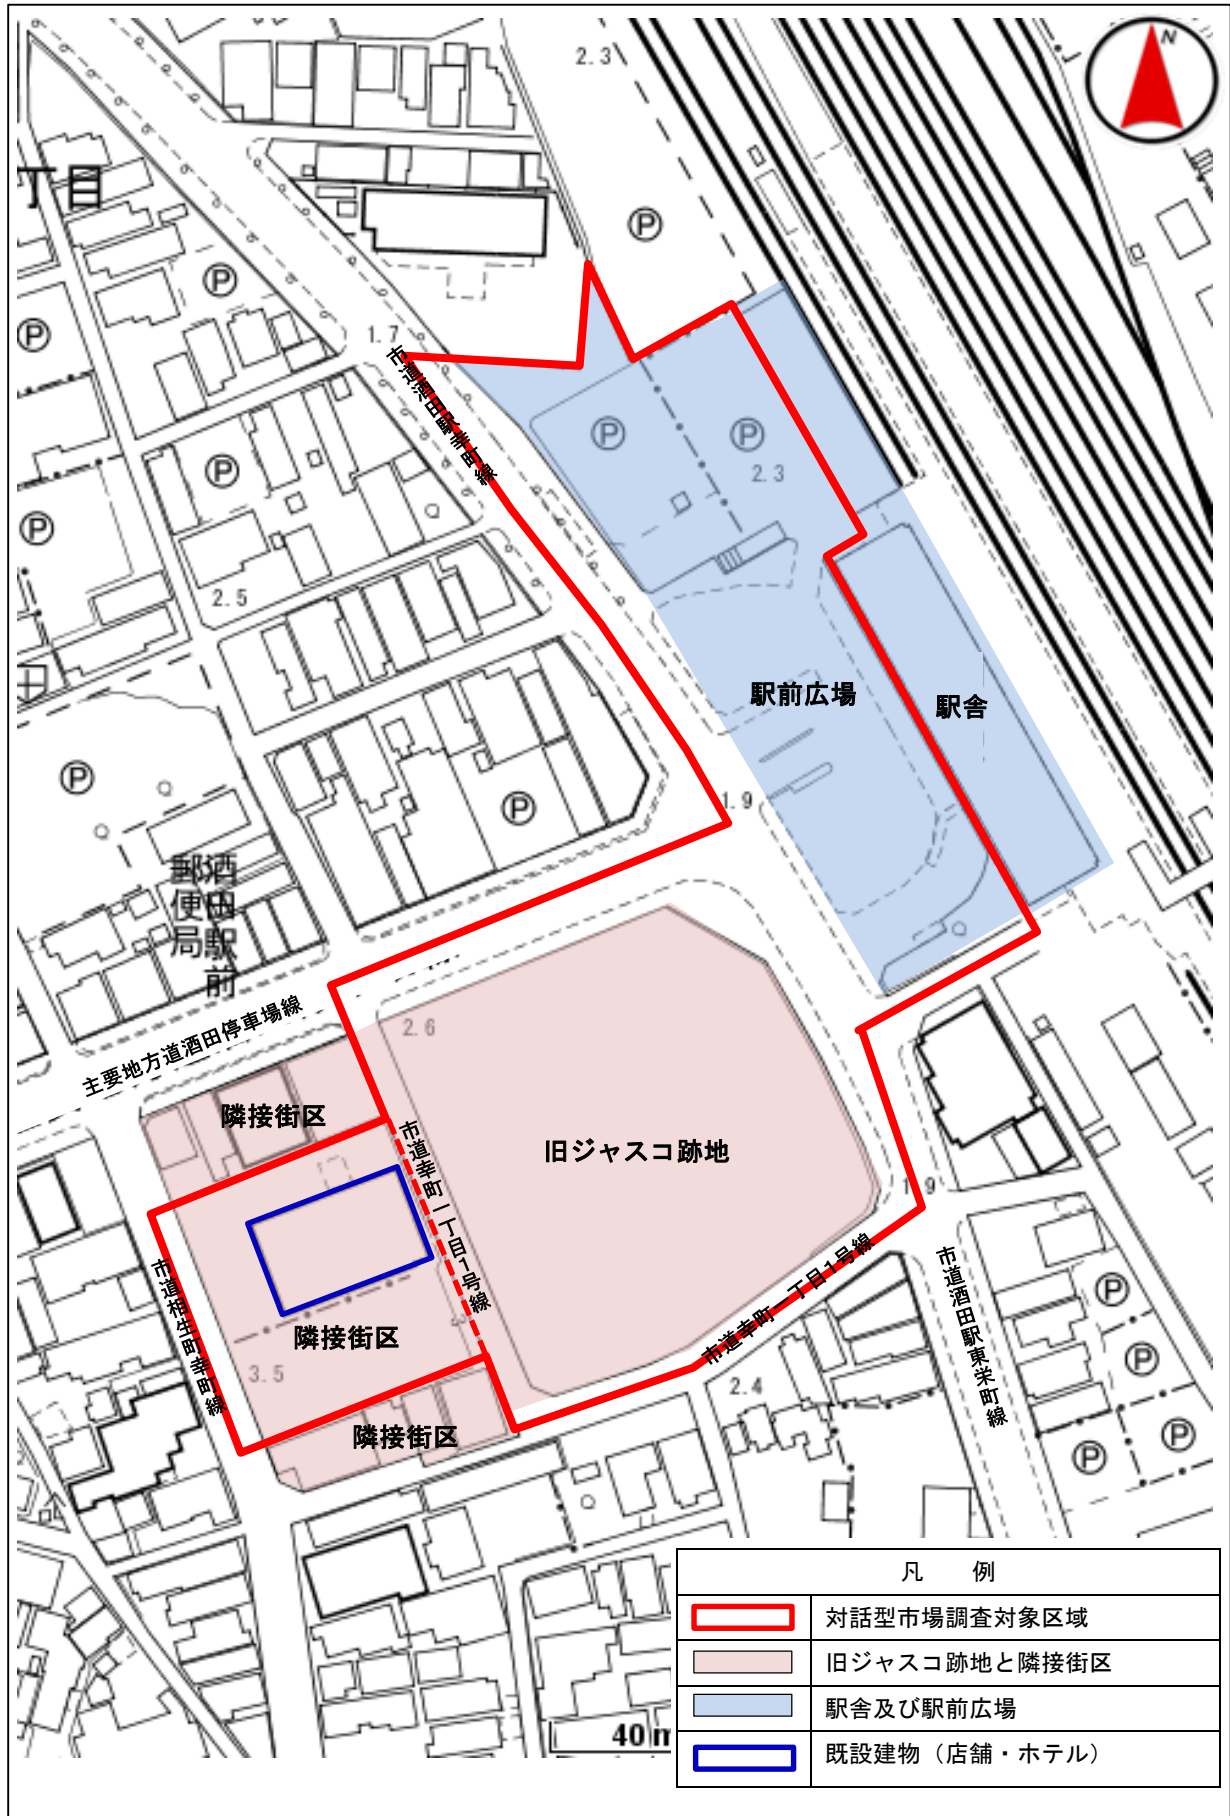 N
2.3
丁目
Ⓟ
Ⓟ
Ⓟ
1.7
市道酒田駅幸町線
Ⓟ
Ⓟ
Ⓟ
2.3
Ⓟ
2.5
駅前広場
駅舎
Ⓟ
Ⓟ
1.9
酒田駅前
郵便局
主要地方道酒田停車場線
2.6
隣接街区
市道幸町一丁目1号線
旧ジャスコ跡地
1.9
市道相生町幸町線
隣接街区
3.5
市道幸町一丁目1号線
市道酒田駅東栄町線
Ⓟ
Ⓟ
2.4
隣接街区
Ⓟ
Ⓟ
40 m
凡 例
対話型市場調査対象区域
旧ジャスコ跡地と隣接街区
駅舎及び駅前広場
既設建物（店舗・ホテル）